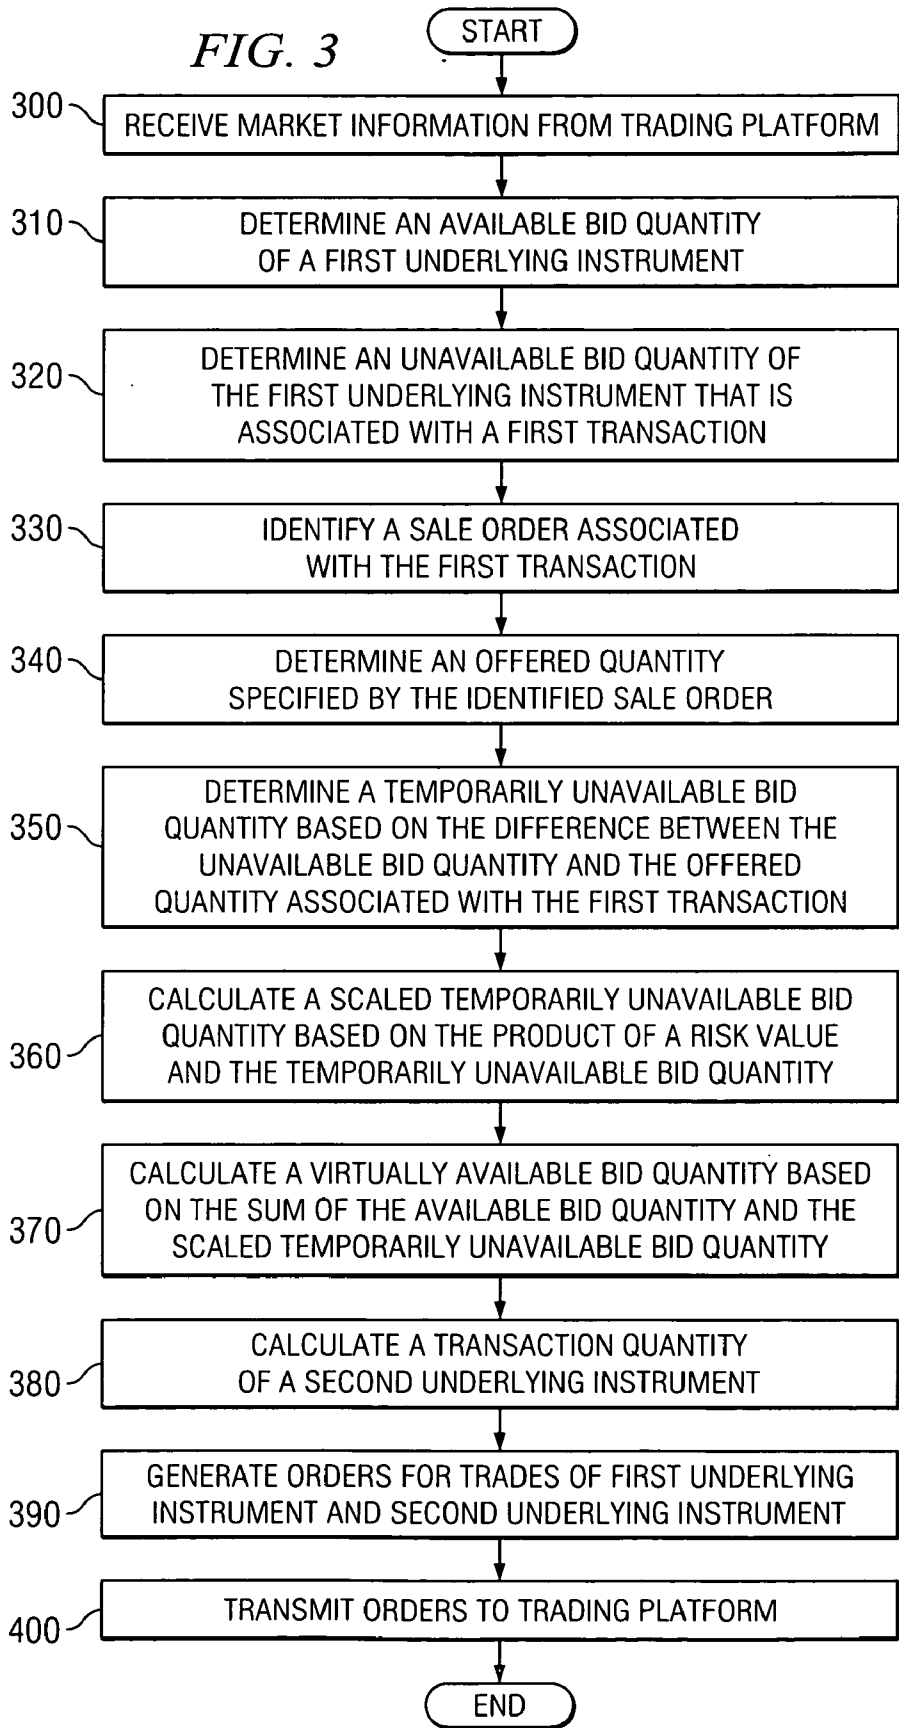 FIG. 3
START
300
RECEIVE MARKET INFORMATION FROM TRADING PLATFORM
310
DETERMINE AN AVAILABLE BID QUANTITY
OF A FIRST UNDERLYING INSTRUMENT
320
DETERMINE AN UNAVAILABLE BID QUANTITY OF
THE FIRST UNDERLYING INSTRUMENT THAT IS
ASSOCIATED WITH A FIRST TRANSACTION
330
IDENTIFY A SALE ORDER ASSOCIATED
WITH THE FIRST TRANSACTION
340
DETERMINE AN OFFERED QUANTITY
SPECIFIED BY THE IDENTIFIED SALE ORDER
350
DETERMINE A TEMPORARILY UNAVAILABLE BID
QUANTITY BASED ON THE DIFFERENCE BETWEEN THE
UNAVAILABLE BID QUANTITY AND THE OFFERED
QUANTITY ASSOCIATED WITH THE FIRST TRANSACTION
360
CALCULATE A SCALED TEMPORARILY UNAVAILABLE BID
QUANTITY BASED ON THE PRODUCT OF A RISK VALUE
AND THE TEMPORARILY UNAVAILABLE BID QUANTITY
370
CALCULATE A VIRTUALLY AVAILABLE BID QUANTITY BASED
ON THE SUM OF THE AVAILABLE BID QUANTITY AND THE
SCALED TEMPORARILY UNAVAILABLE BID QUANTITY
380
CALCULATE A TRANSACTION QUANTITY
OF A SECOND UNDERLYING INSTRUMENT
390
GENERATE ORDERS FOR TRADES OF FIRST UNDERLYING
INSTRUMENT AND SECOND UNDERLYING INSTRUMENT
400
TRANSMIT ORDERS TO TRADING PLATFORM
END